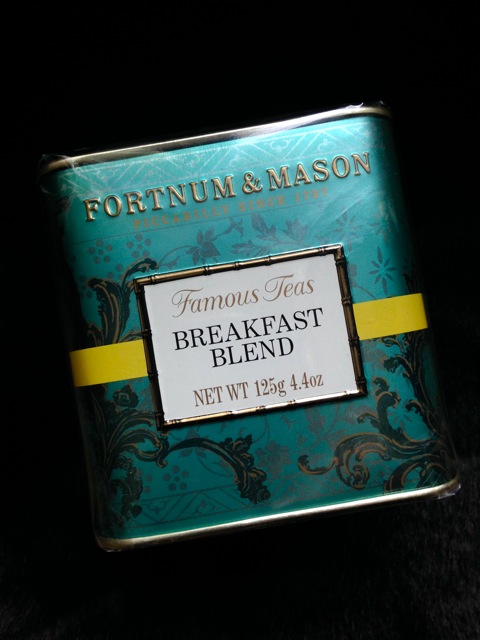 FORTNUM & MASON
PICCADILLY SINCE 1707
Famous Teas
BREAKFAST
BLEND
NET WT 125g 4.4oz